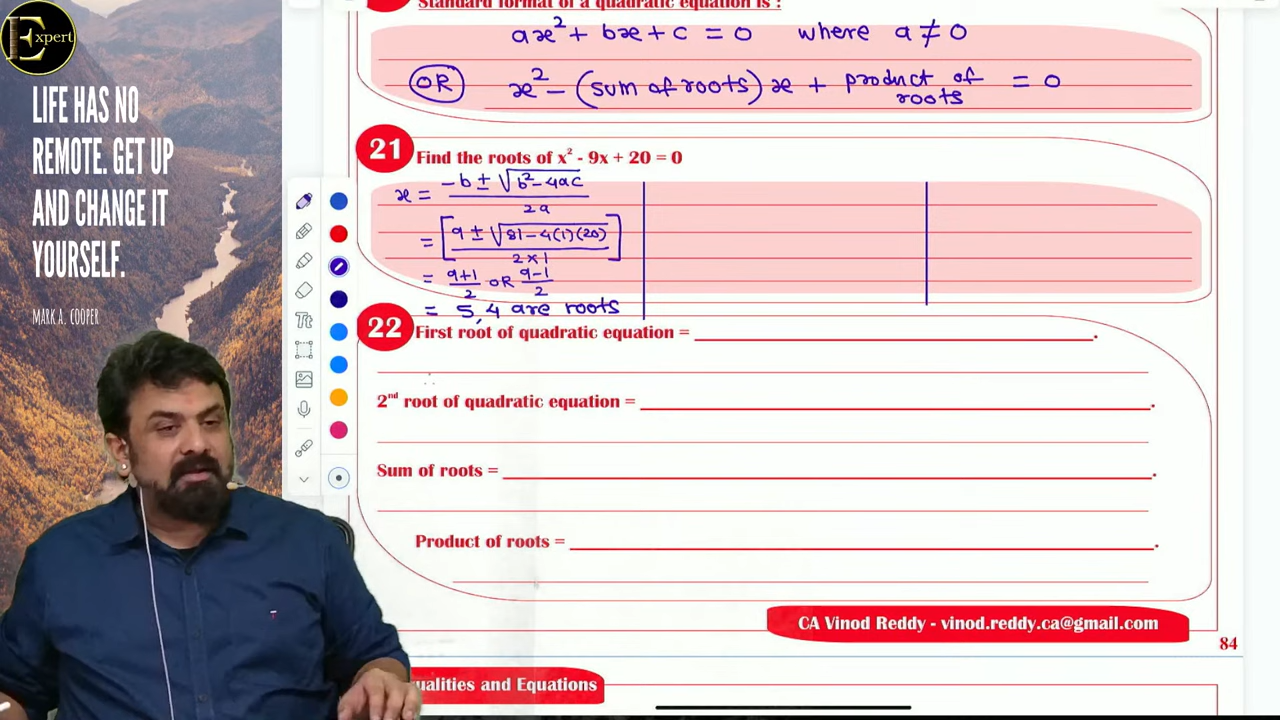 Expert
LIFE HAS NO
REMOTE. GET UP
AND CHANGE IT
YOURSELF.
MARK A. COOPER
Standard format of a quadratic equation is :
ax² + bx + c = 0 where a ≠ 0
OR x² - (sum of roots) x + product of roots = 0
21 Find the roots of x² - 9x + 20 = 0
x = -b ± √b² - 4ac / 2a
= [9 ± √81 - 4(1)(20) / 2 × 1]
= 9+1/2 OR 9-1/2
= 5, 4 are roots
22 First root of quadratic equation = .
2nd root of quadratic equation = .
Sum of roots = .
Product of roots = .
CA Vinod Reddy - vinod.reddy.ca@gmail.com
84
ualities and Equations
Tt